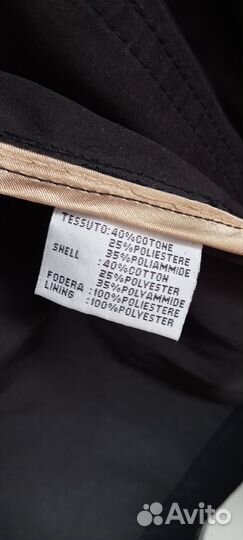 TESSUTO:40%COTONE
25%POLIESTERE
35%POLIAMMIDE
SHELL :40%COTTON
25%POLYESTER
35%POLYAMMIDE
FODERA :100%POLIESTERE
LINING :100%POLYESTER
Avito